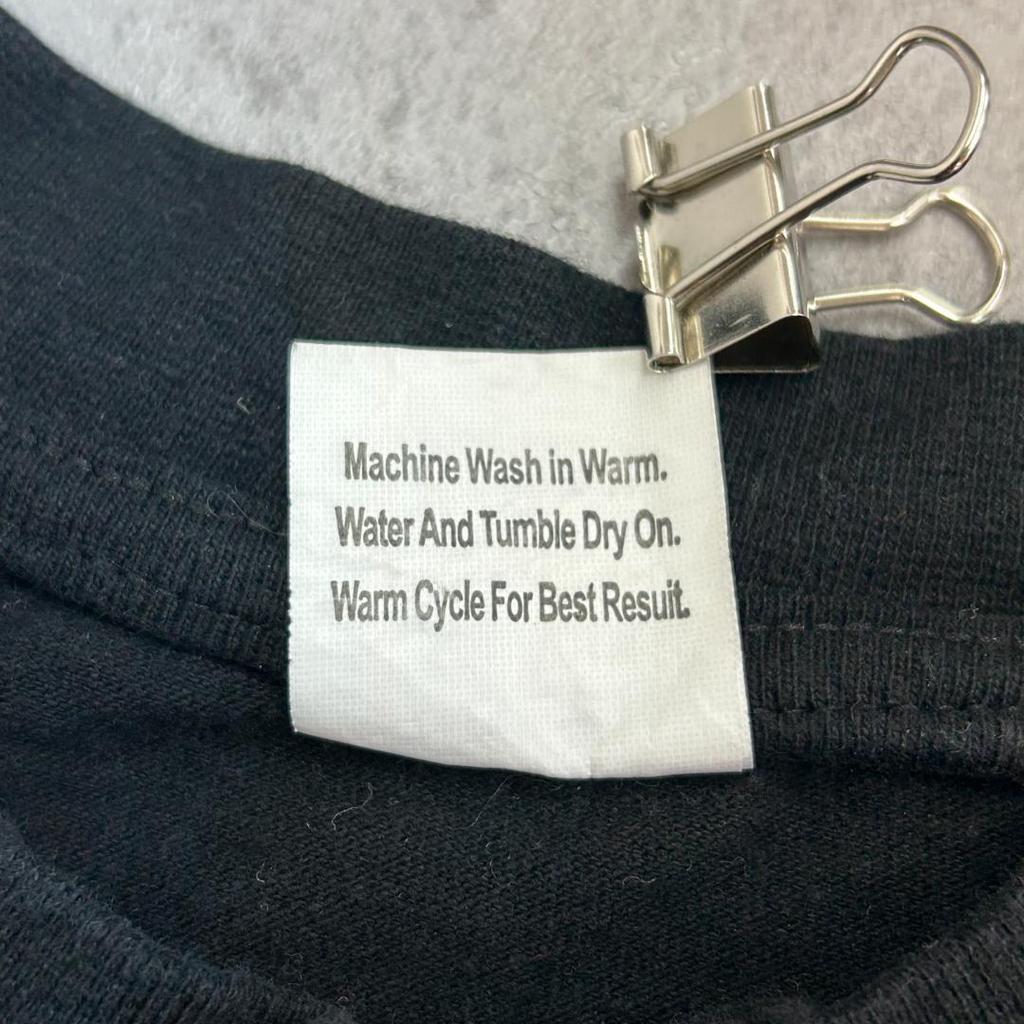 Machine Wash in Warm.
Water And Tumble Dry On.
Warm Cycle For Best Resuit.